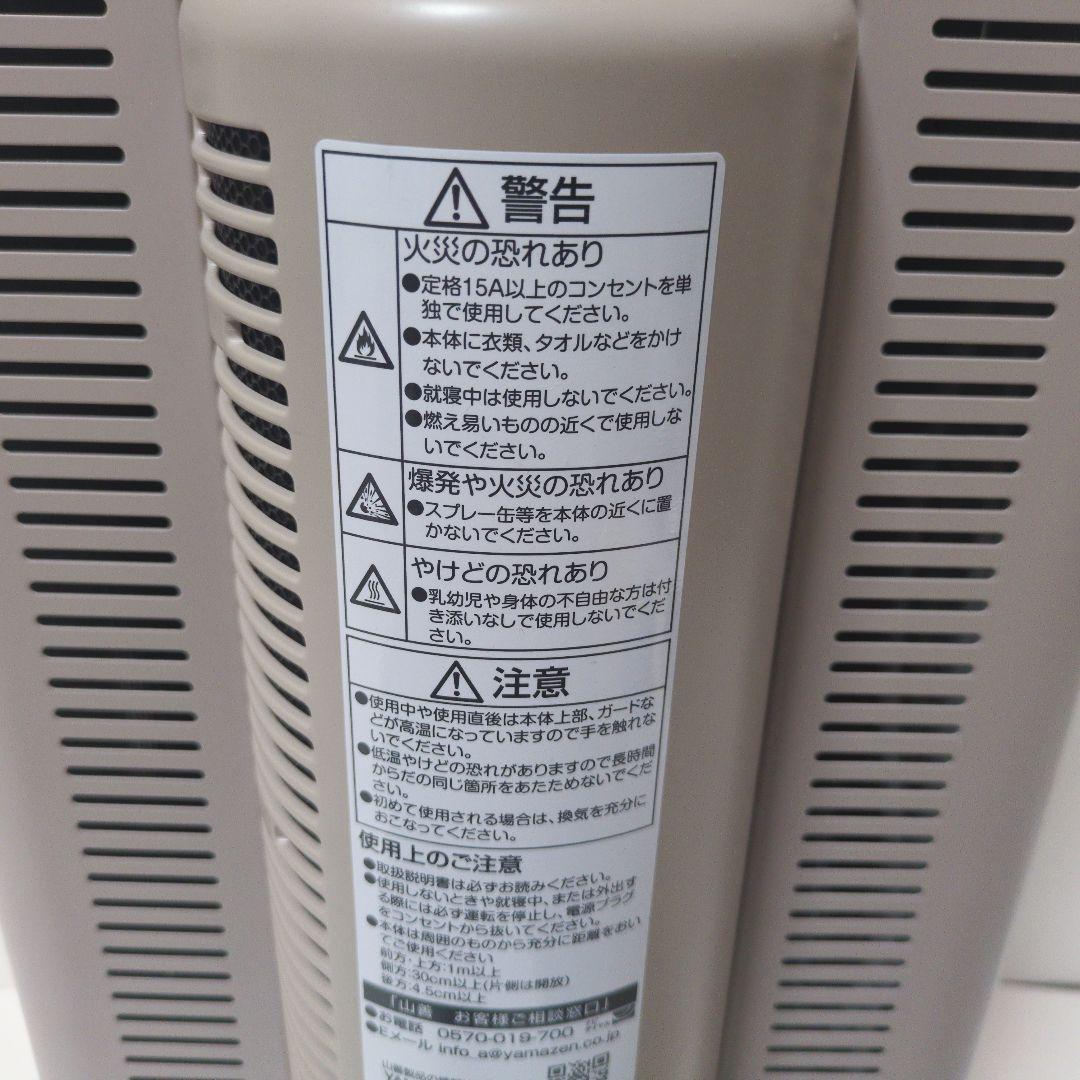 警告
火災の恐れあり
●定格15A以上のコンセントを単
独で使用してください。
●本体に衣類、タオルなどをかけ
ないでください。
●就寝中は使用しないでください。
●燃え易いものの近くで使用しな
いでください。
爆発や火災の恐れあり
●スプレー缶等を本体の近くに置
かないでください。
やけどの恐れあり
●乳幼児や身体の不自由な方は付
き添いなしで使用しないでくだ
さい。
注意
●使用中や使用直後は本体上部、ガードな
どが高温になっていますので手を触れな
いでください。
●低温やけどの恐れがありますので長時間
からだの同じ箇所をあたためないでくだ
さい。
●初めて使用される場合は、換気を充分に
おこなってください。
使用上のご注意
●取扱説明書は必ずお読みください。
●使用しないときや就寝中、または外出す
る際には必ず運転を停止し、電源プラグ
をコンセントから抜いてください。
●本体は周囲のものから充分に距離をおい
てご使用ください
前方・上方:1m以上
側方:30cm以上(片側は開放)
後方:4.5cm以上
「山善 お客様ご相談窓口」
●お電話 0570-019-700
●Eメール info_a@yamazen.co.jp